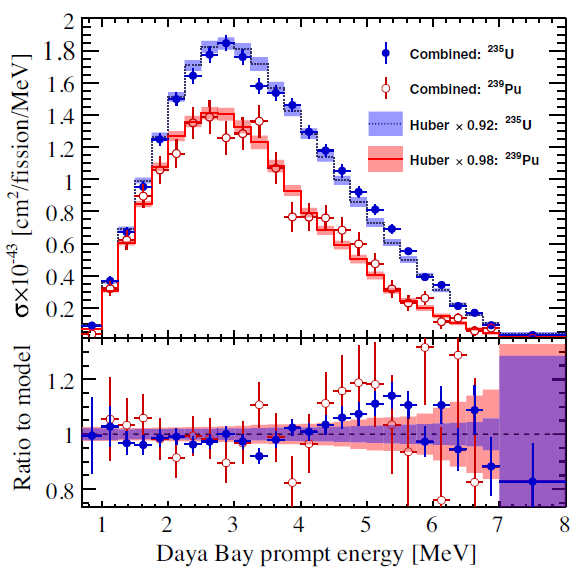 2
1.8
1.6
1.4
1.2
1
0.8
0.6
0.4
0.2
σ×10⁻⁴³ [cm²/fission/MeV]
Combined: ²³⁵U
Combined: ²³⁹Pu
Huber × 0.92: ²³⁵U
Huber × 0.98: ²³⁹Pu
1.2
1
0.8
Ratio to model
1 2 3 4 5 6 7 8
Daya Bay prompt energy [MeV]